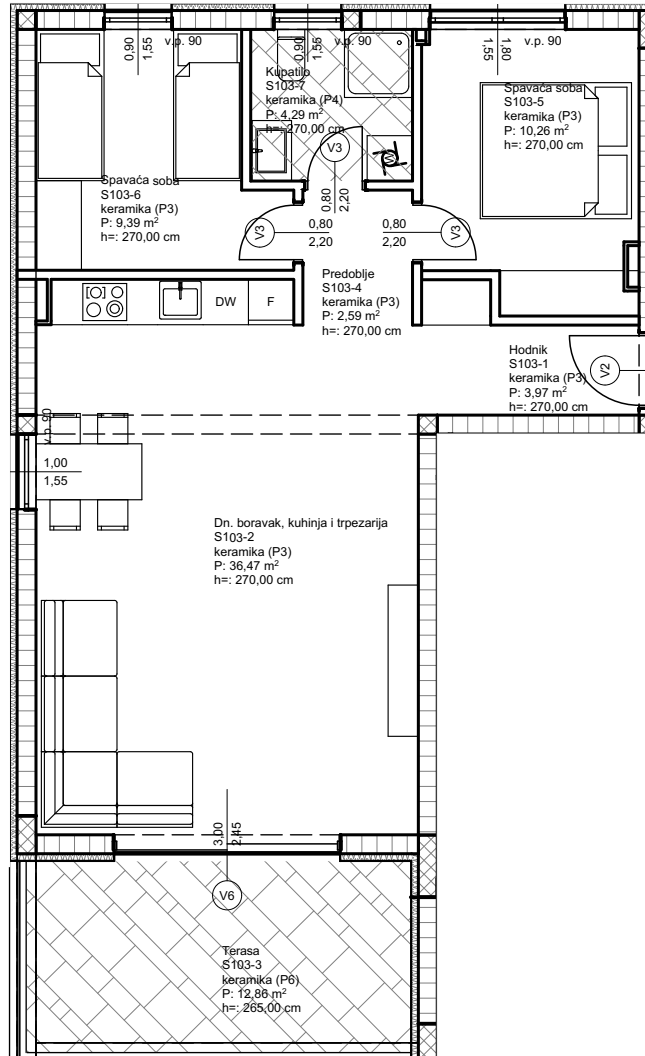 0,90
1,55
v.p. 90
0,90
1,55
v.p. 90
1,80
1,55
v.p. 90
Kupatilo
S103-7
keramika (P4)
P: 4,29 m²
h=: 270,00 cm
Spavaća soba
S103-5
keramika (P3)
P: 10,26 m²
h=: 270,00 cm
V3
W
0,80
2,20
Spavaća soba
S103-6
keramika (P3)
P: 9,39 m²
h=: 270,00 cm
V3
0,80
2,20
0,80
2,20
V3
Predoblje
S103-4
keramika (P3)
P: 2,59 m²
h=: 270,00 cm
DW
F
Hodnik
S103-1
keramika (P3)
P: 3,97 m²
h=: 270,00 cm
V2
v.p. 90
1,00
1,55
Dn. boravak, kuhinja i trpezarija
S103-2
keramika (P3)
P: 36,47 m²
h=: 270,00 cm
3,00
2,45
V6
Terasa
S103-3
keramika (P6)
P: 12,86 m²
h=: 265,00 cm